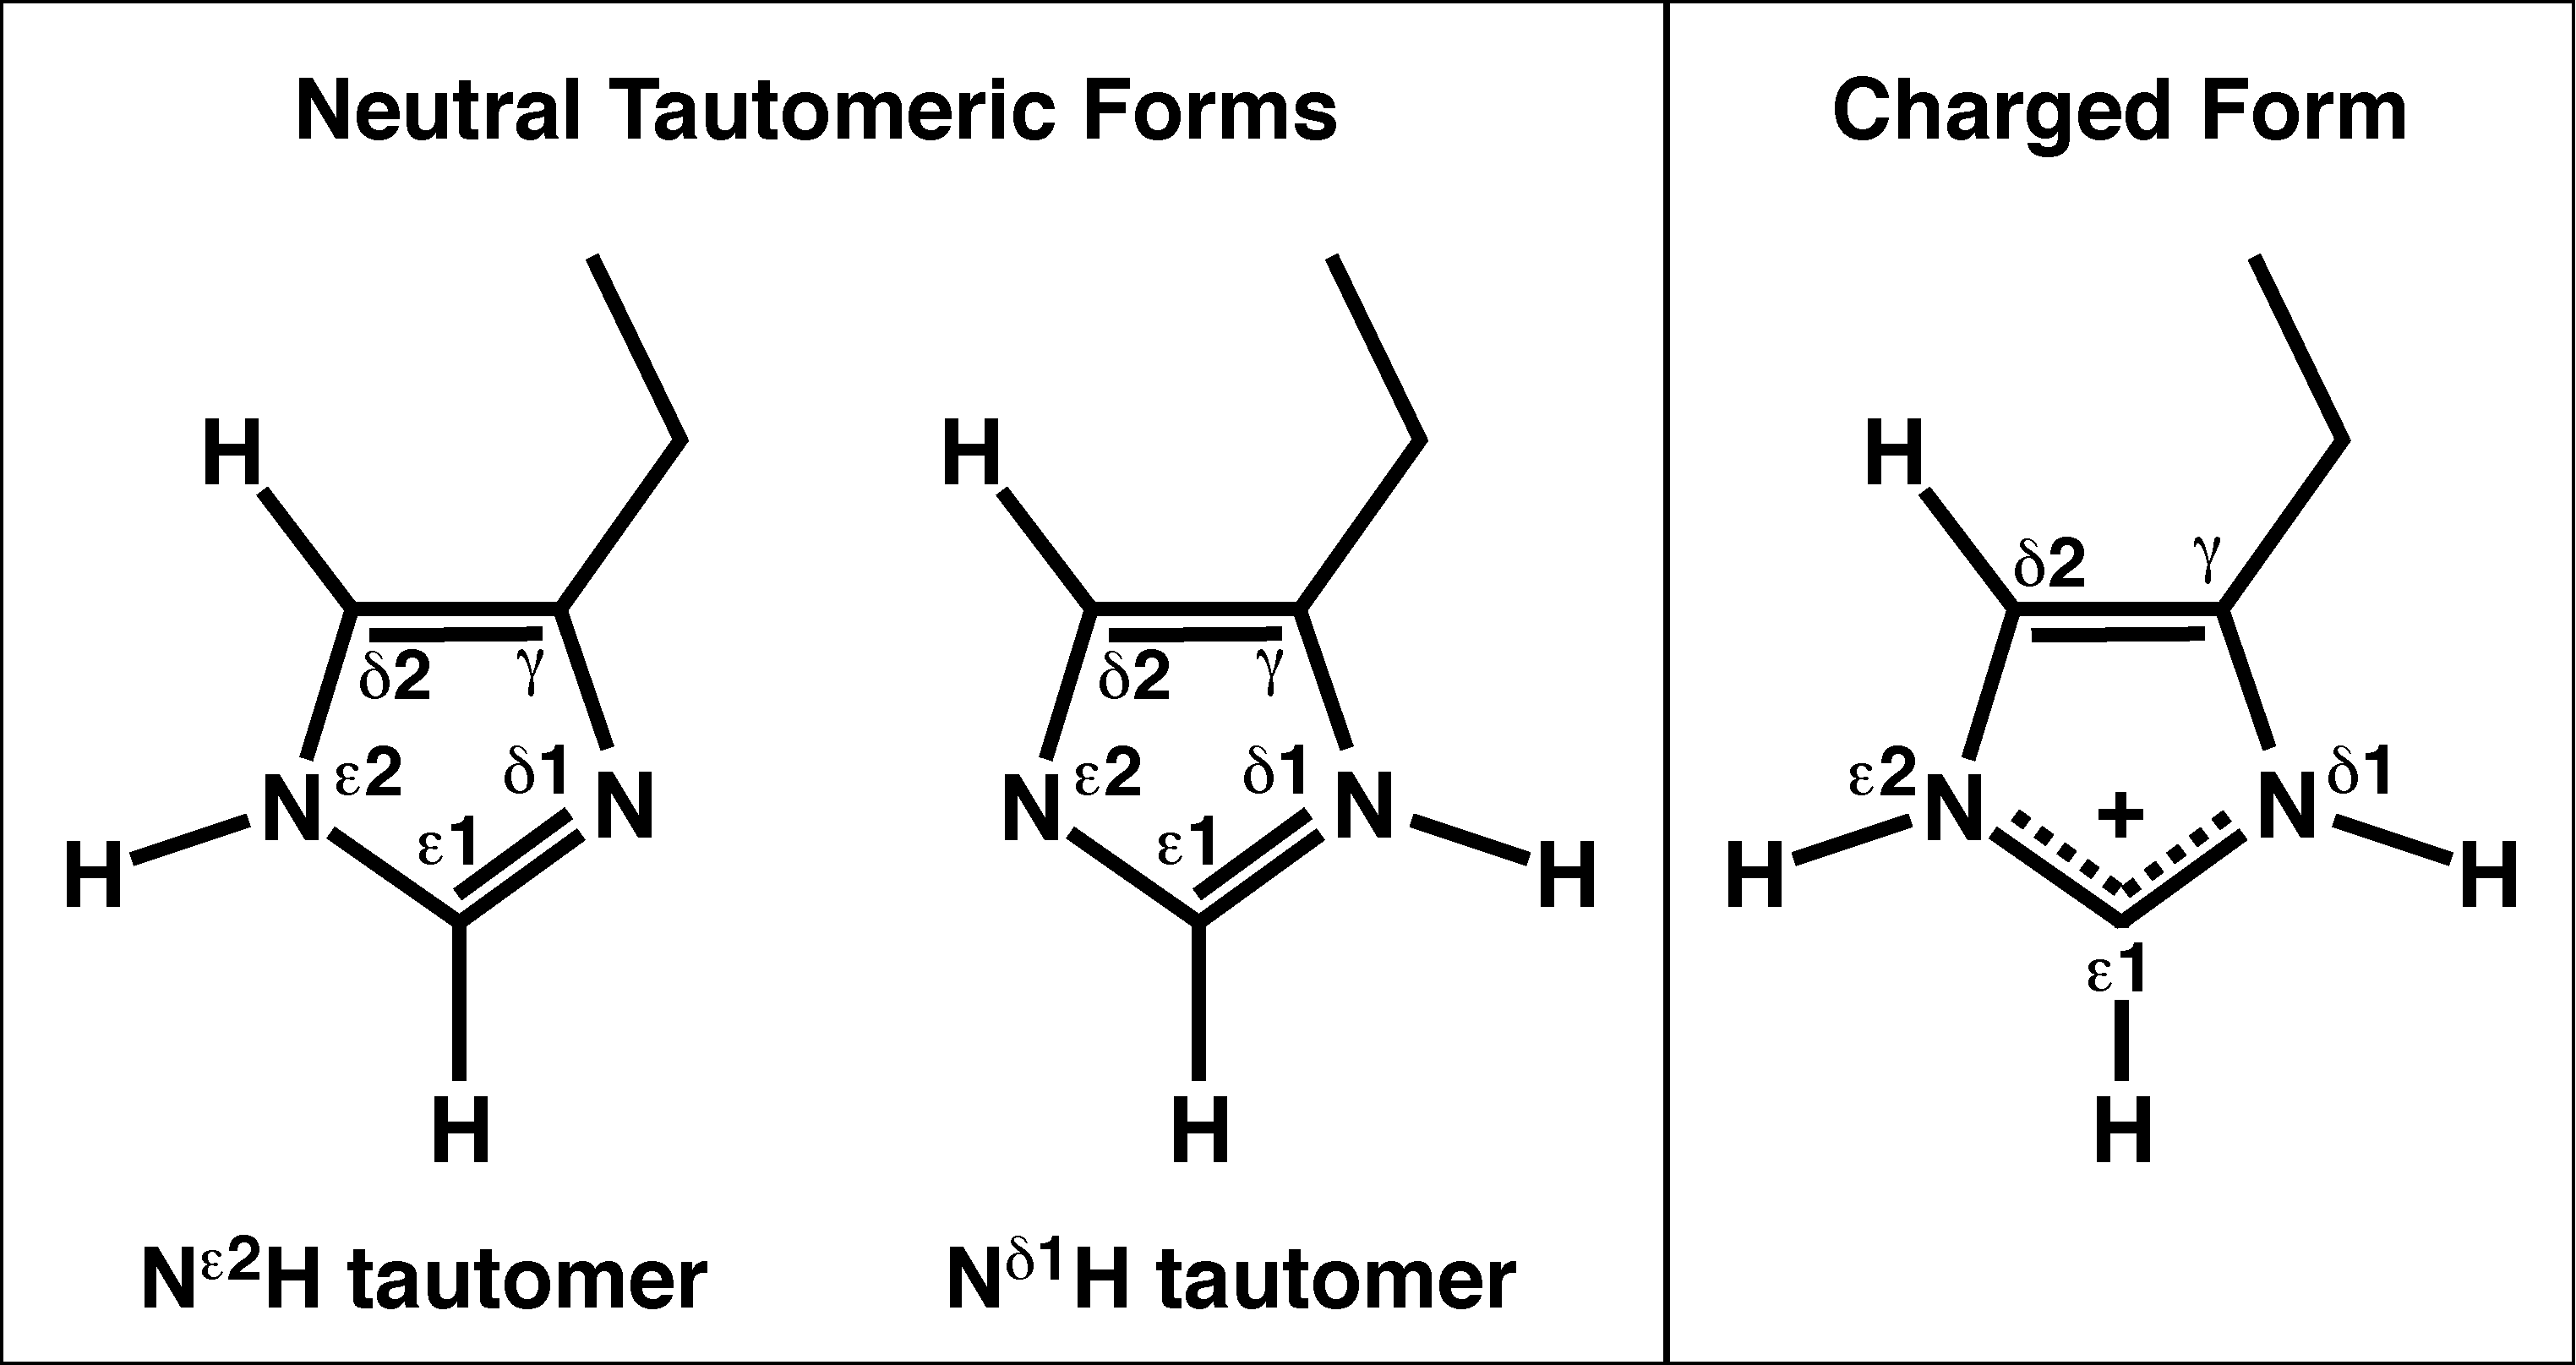 Neutral Tautomeric Forms
Charged Form
H
δ2 γ
N ε2 δ1 N
ε1
H
H
H
δ2 γ
N ε2 δ1 N
ε1
H
H
H
δ2 γ
ε2 N + N δ1
H H
ε1
H
Nε2H tautomer
Nδ1H tautomer